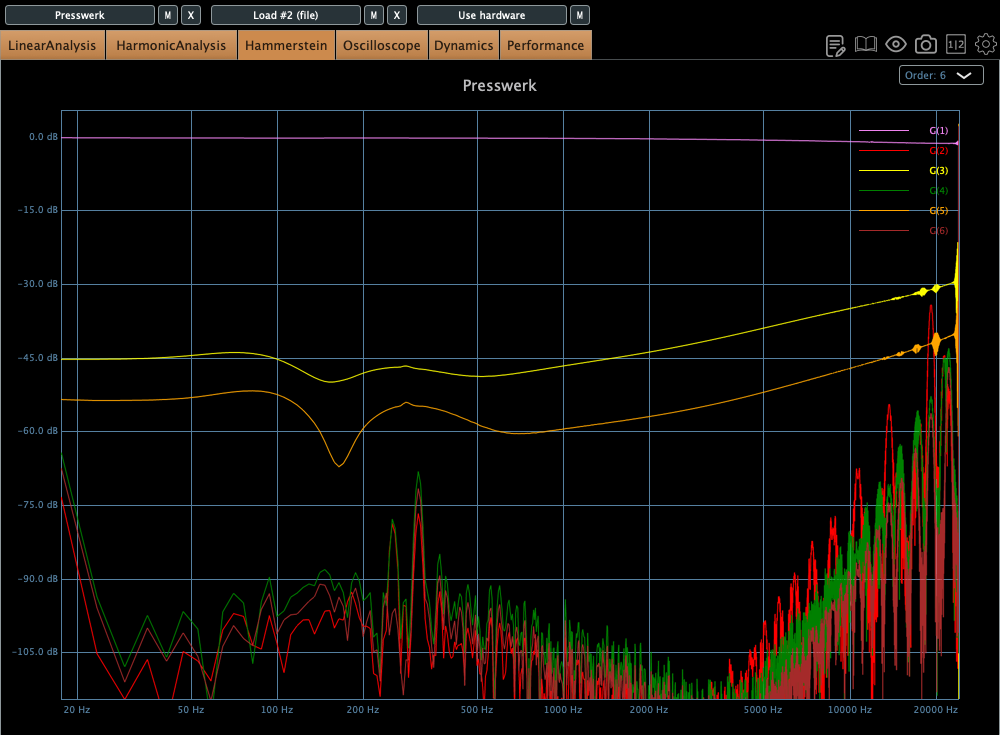 Presswerk M X Load #2 (file) M X Use hardware M
LinearAnalysis HarmonicAnalysis Hammerstein Oscilloscope Dynamics Performance
1|2
Order: 6
Presswerk
0.0 dB
-15.0 dB
-30.0 dB
-45.0 dB
-60.0 dB
-75.0 dB
-90.0 dB
-105.0 dB
G(1)
G(2)
G(3)
G(4)
G(5)
G(6)
20 Hz 50 Hz 100 Hz 200 Hz 500 Hz 1000 Hz 2000 Hz 5000 Hz 10000 Hz 20000 Hz